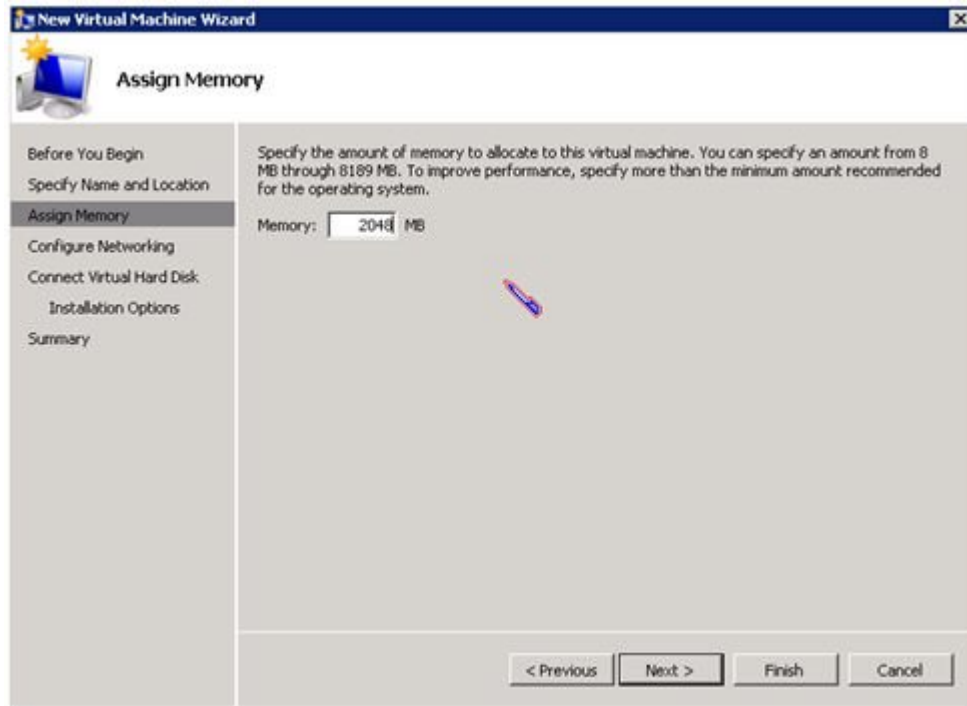 New Virtual Machine Wizard
Assign Memory
Before You Begin
Specify Name and Location
Assign Memory
Configure Networking
Connect Virtual Hard Disk
Installation Options
Summary
Specify the amount of memory to allocate to this virtual machine. You can specify an amount from 8
MB through 8189 MB. To improve performance, specify more than the minimum amount recommended
for the operating system.
Memory: 2048 MB
< Previous Next > Finish Cancel